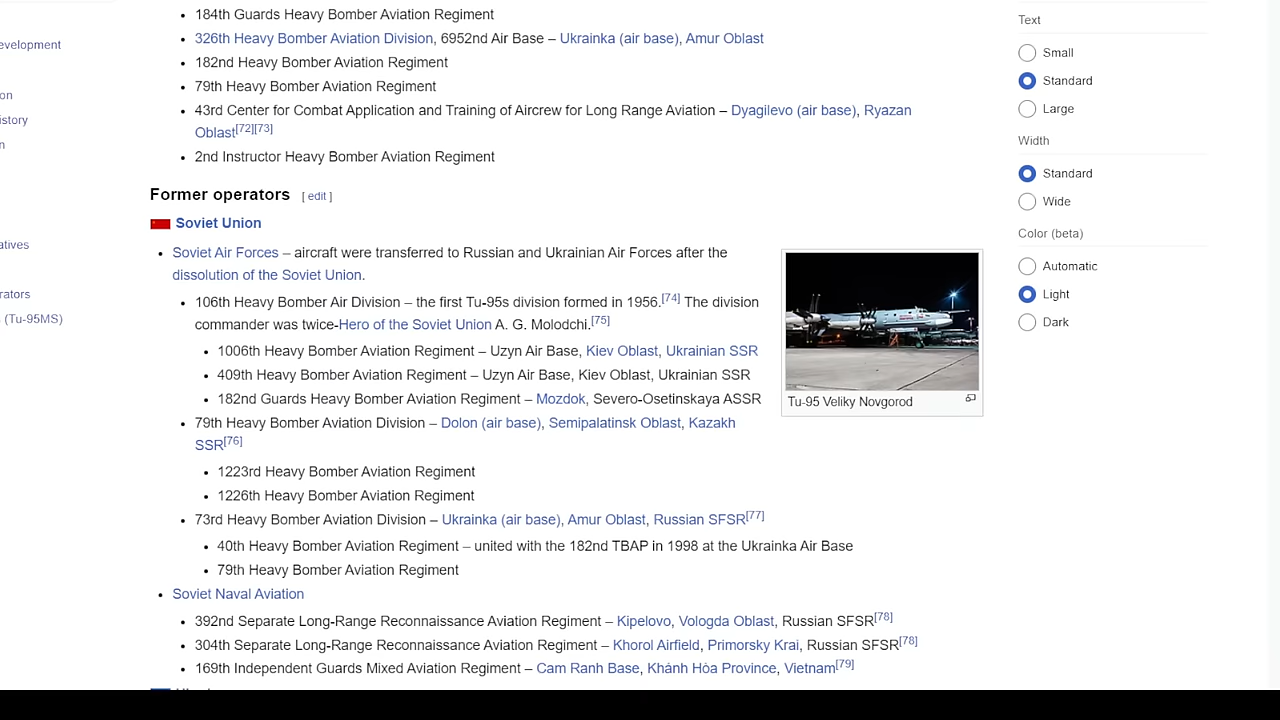 184th Guards Heavy Bomber Aviation Regiment
326th Heavy Bomber Aviation Division, 6952nd Air Base – Ukrainka (air base), Amur Oblast
182nd Heavy Bomber Aviation Regiment
79th Heavy Bomber Aviation Regiment
43rd Center for Combat Application and Training of Aircrew for Long Range Aviation – Dyagilevo (air base), Ryazan
Oblast[72][73]
2nd Instructor Heavy Bomber Aviation Regiment
Former operators [ edit ]
Soviet Union
Soviet Air Forces – aircraft were transferred to Russian and Ukrainian Air Forces after the
dissolution of the Soviet Union.
106th Heavy Bomber Air Division – the first Tu-95s division formed in 1956.[74] The division
commander was twice-Hero of the Soviet Union A. G. Molodchi.[75]
1006th Heavy Bomber Aviation Regiment – Uzyn Air Base, Kiev Oblast, Ukrainian SSR
409th Heavy Bomber Aviation Regiment – Uzyn Air Base, Kiev Oblast, Ukrainian SSR
182nd Guards Heavy Bomber Aviation Regiment – Mozdok, Severo-Osetinskaya ASSR
79th Heavy Bomber Aviation Division – Dolon (air base), Semipalatinsk Oblast, Kazakh
SSR[76]
1223rd Heavy Bomber Aviation Regiment
1226th Heavy Bomber Aviation Regiment
73rd Heavy Bomber Aviation Division – Ukrainka (air base), Amur Oblast, Russian SFSR[77]
40th Heavy Bomber Aviation Regiment – united with the 182nd TBAP in 1998 at the Ukrainka Air Base
79th Heavy Bomber Aviation Regiment
Soviet Naval Aviation
392nd Separate Long-Range Reconnaissance Aviation Regiment – Kipelovo, Vologda Oblast, Russian SFSR[78]
304th Separate Long-Range Reconnaissance Aviation Regiment – Khorol Airfield, Primorsky Krai, Russian SFSR[78]
169th Independent Guards Mixed Aviation Regiment – Cam Ranh Base, Khánh Hòa Province, Vietnam[79]
Tu-95 Veliky Novgorod
Text
Small
Standard
Large
Width
Standard
Wide
Color (beta)
Automatic
Light
Dark
(Tu-95MS)